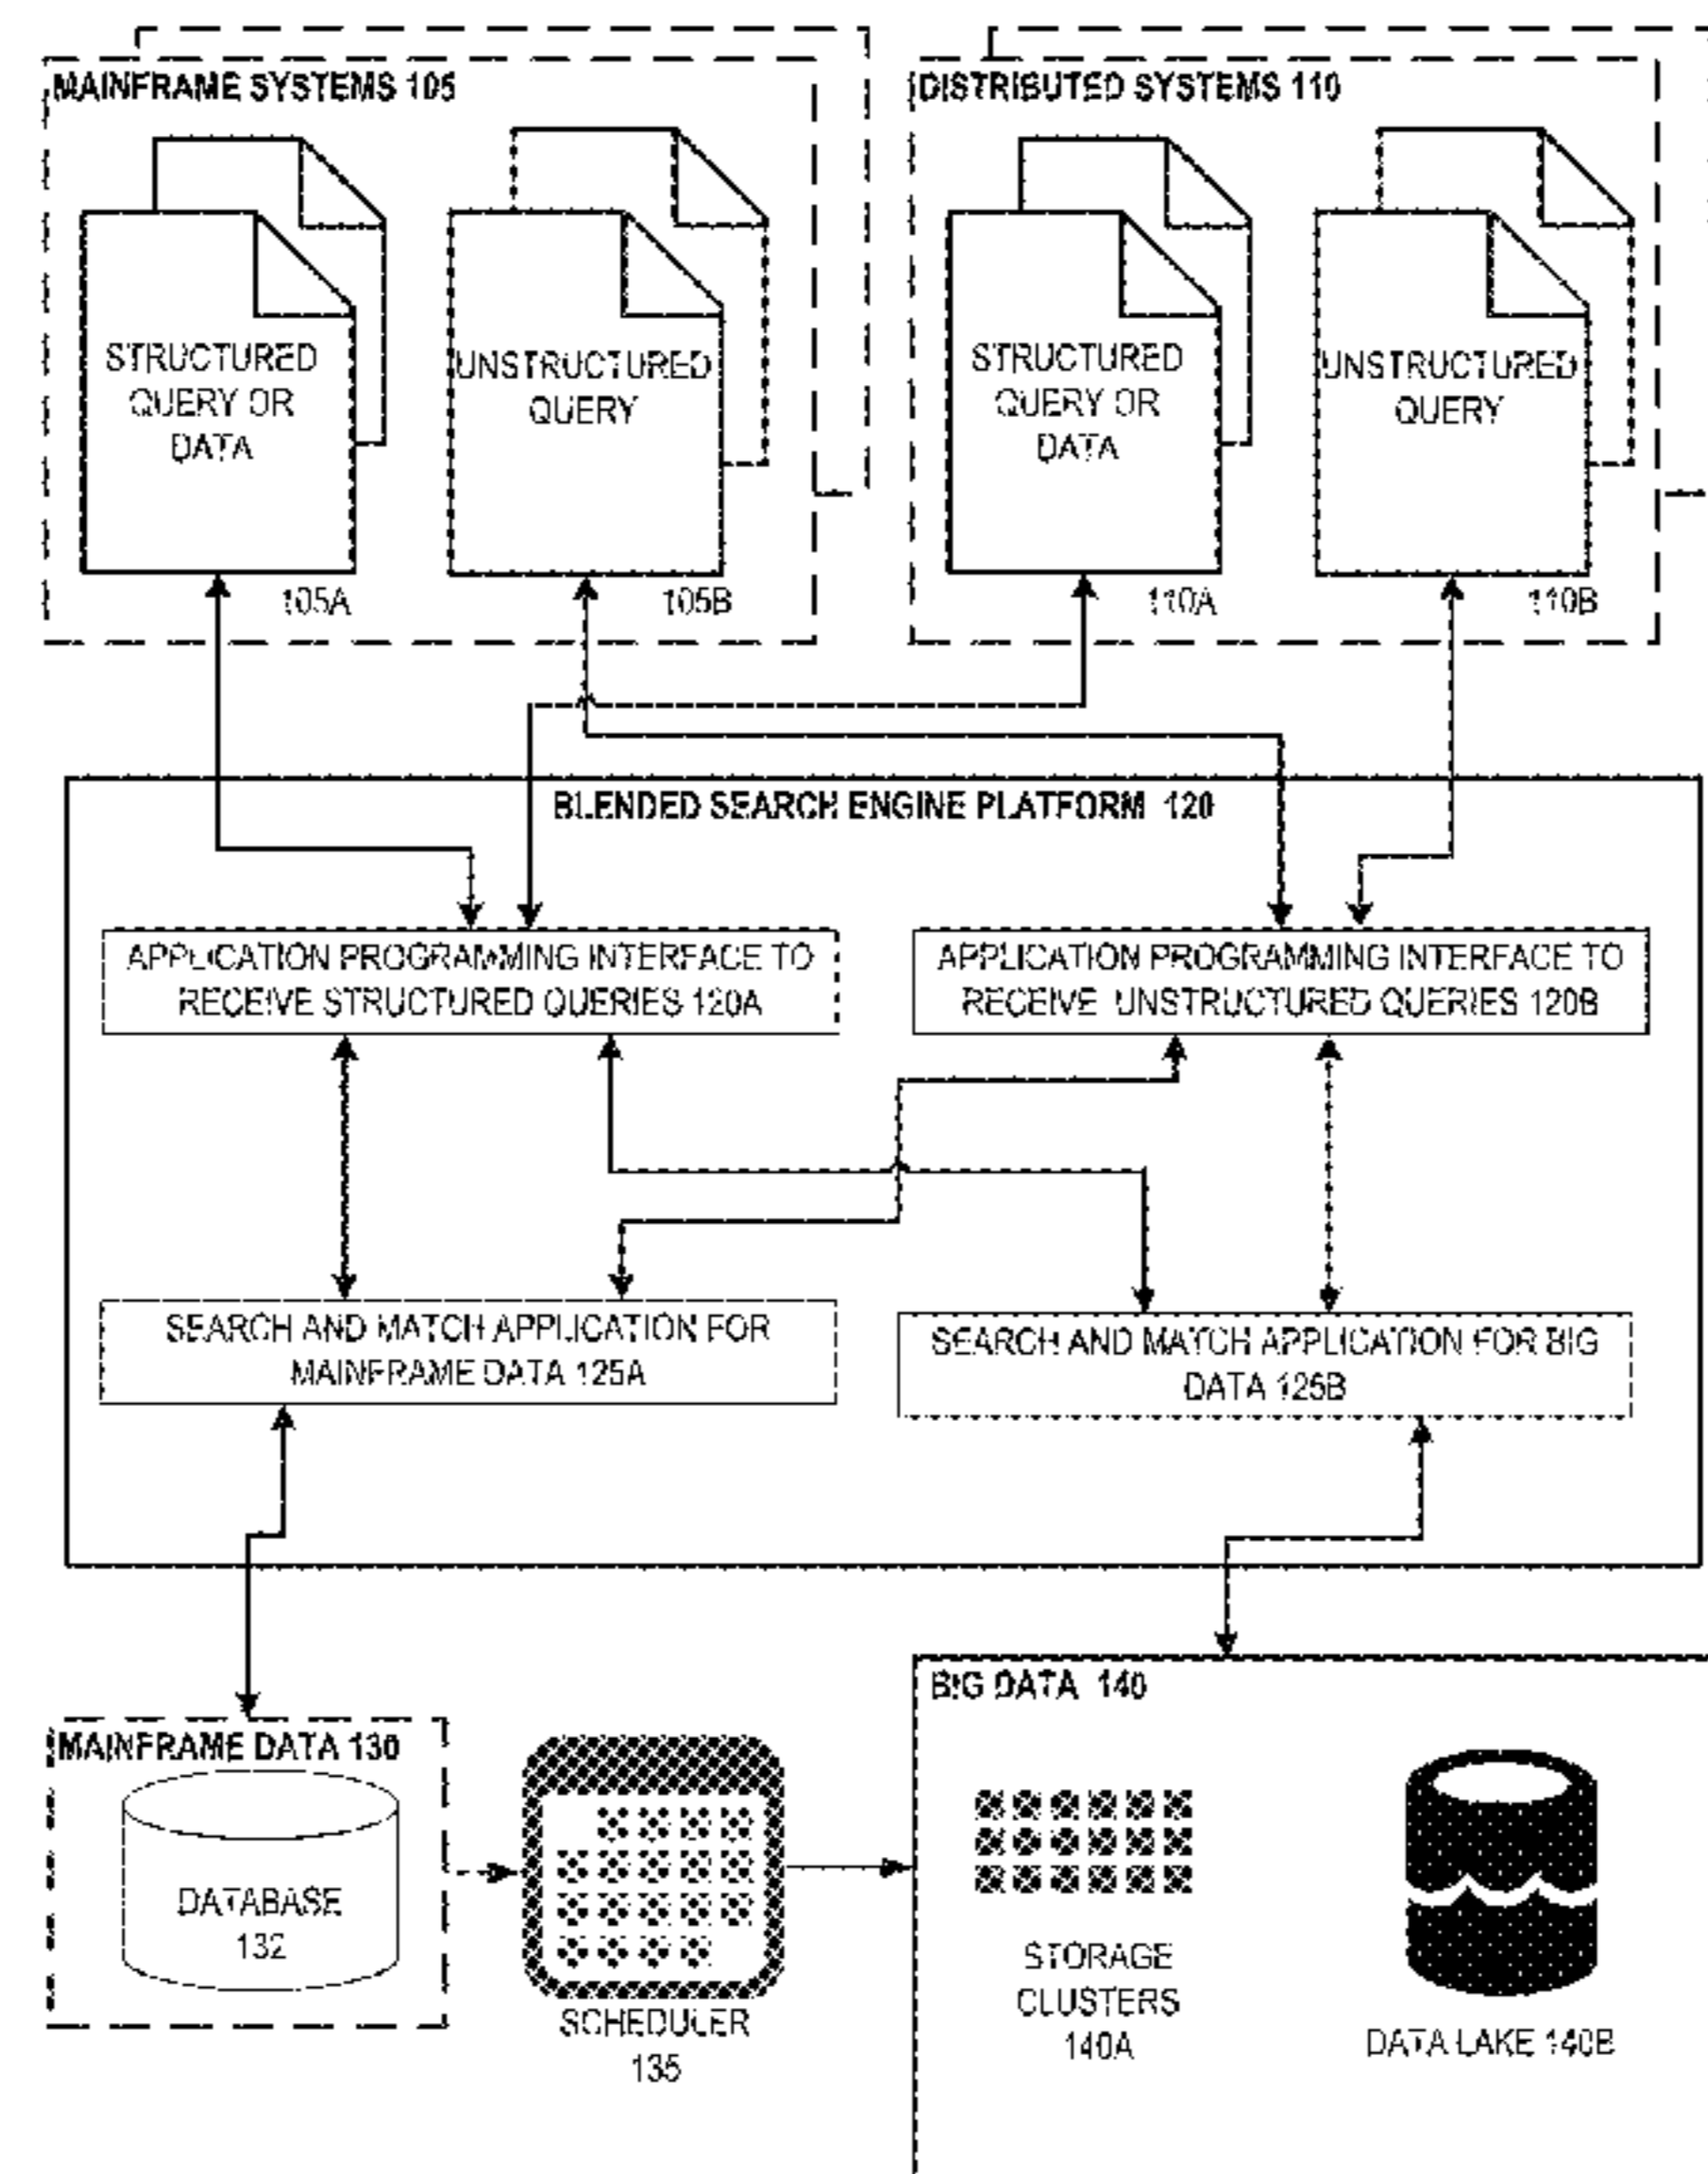 MAINFRAME SYSTEMS 105
DISTRIBUTED SYSTEMS 110
STRUCTURED
QUERY OR
DATA
UNSTRUCTURED
QUERY
STRUCTURED
QUERY OR
DATA
UNSTRUCTURED
QUERY
105A
105B
110A
110B
BLENDED SEARCH ENGINE PLATFORM 120
APPLICATION PROGRAMMING INTERFACE TO
RECEIVE STRUCTURED QUERIES 120A
APPLICATION PROGRAMMING INTERFACE TO
RECEIVE UNSTRUCTURED QUERIES 120B
SEARCH AND MATCH APPLICATION FOR
MAINFRAME DATA 125A
SEARCH AND MATCH APPLICATION FOR BIG
DATA 125B
MAINFRAME DATA 130
DATABASE
132
SCHEDULER
135
BIG DATA 140
STORAGE
CLUSTERS
140A
DATA LAKE 140B